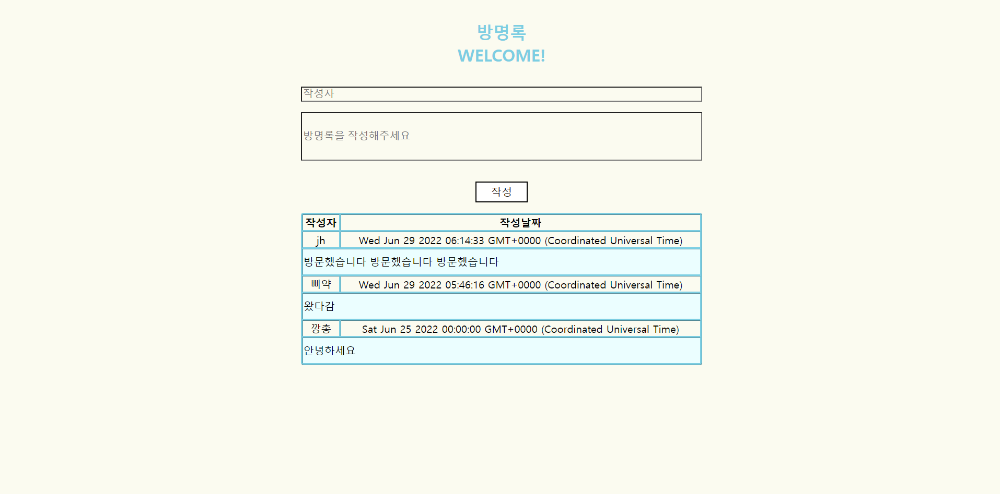 방명록
WELCOME!
작성자
방명록을 작성해주세요
작성
작성자 작성날짜
jh Wed Jun 29 2022 06:14:33 GMT+0000 (Coordinated Universal Time)
방문했습니다 방문했습니다 방문했습니다
삐약 Wed Jun 29 2022 05:46:16 GMT+0000 (Coordinated Universal Time)
왔다감
깡총 Sat Jun 25 2022 00:00:00 GMT+0000 (Coordinated Universal Time)
안녕하세요